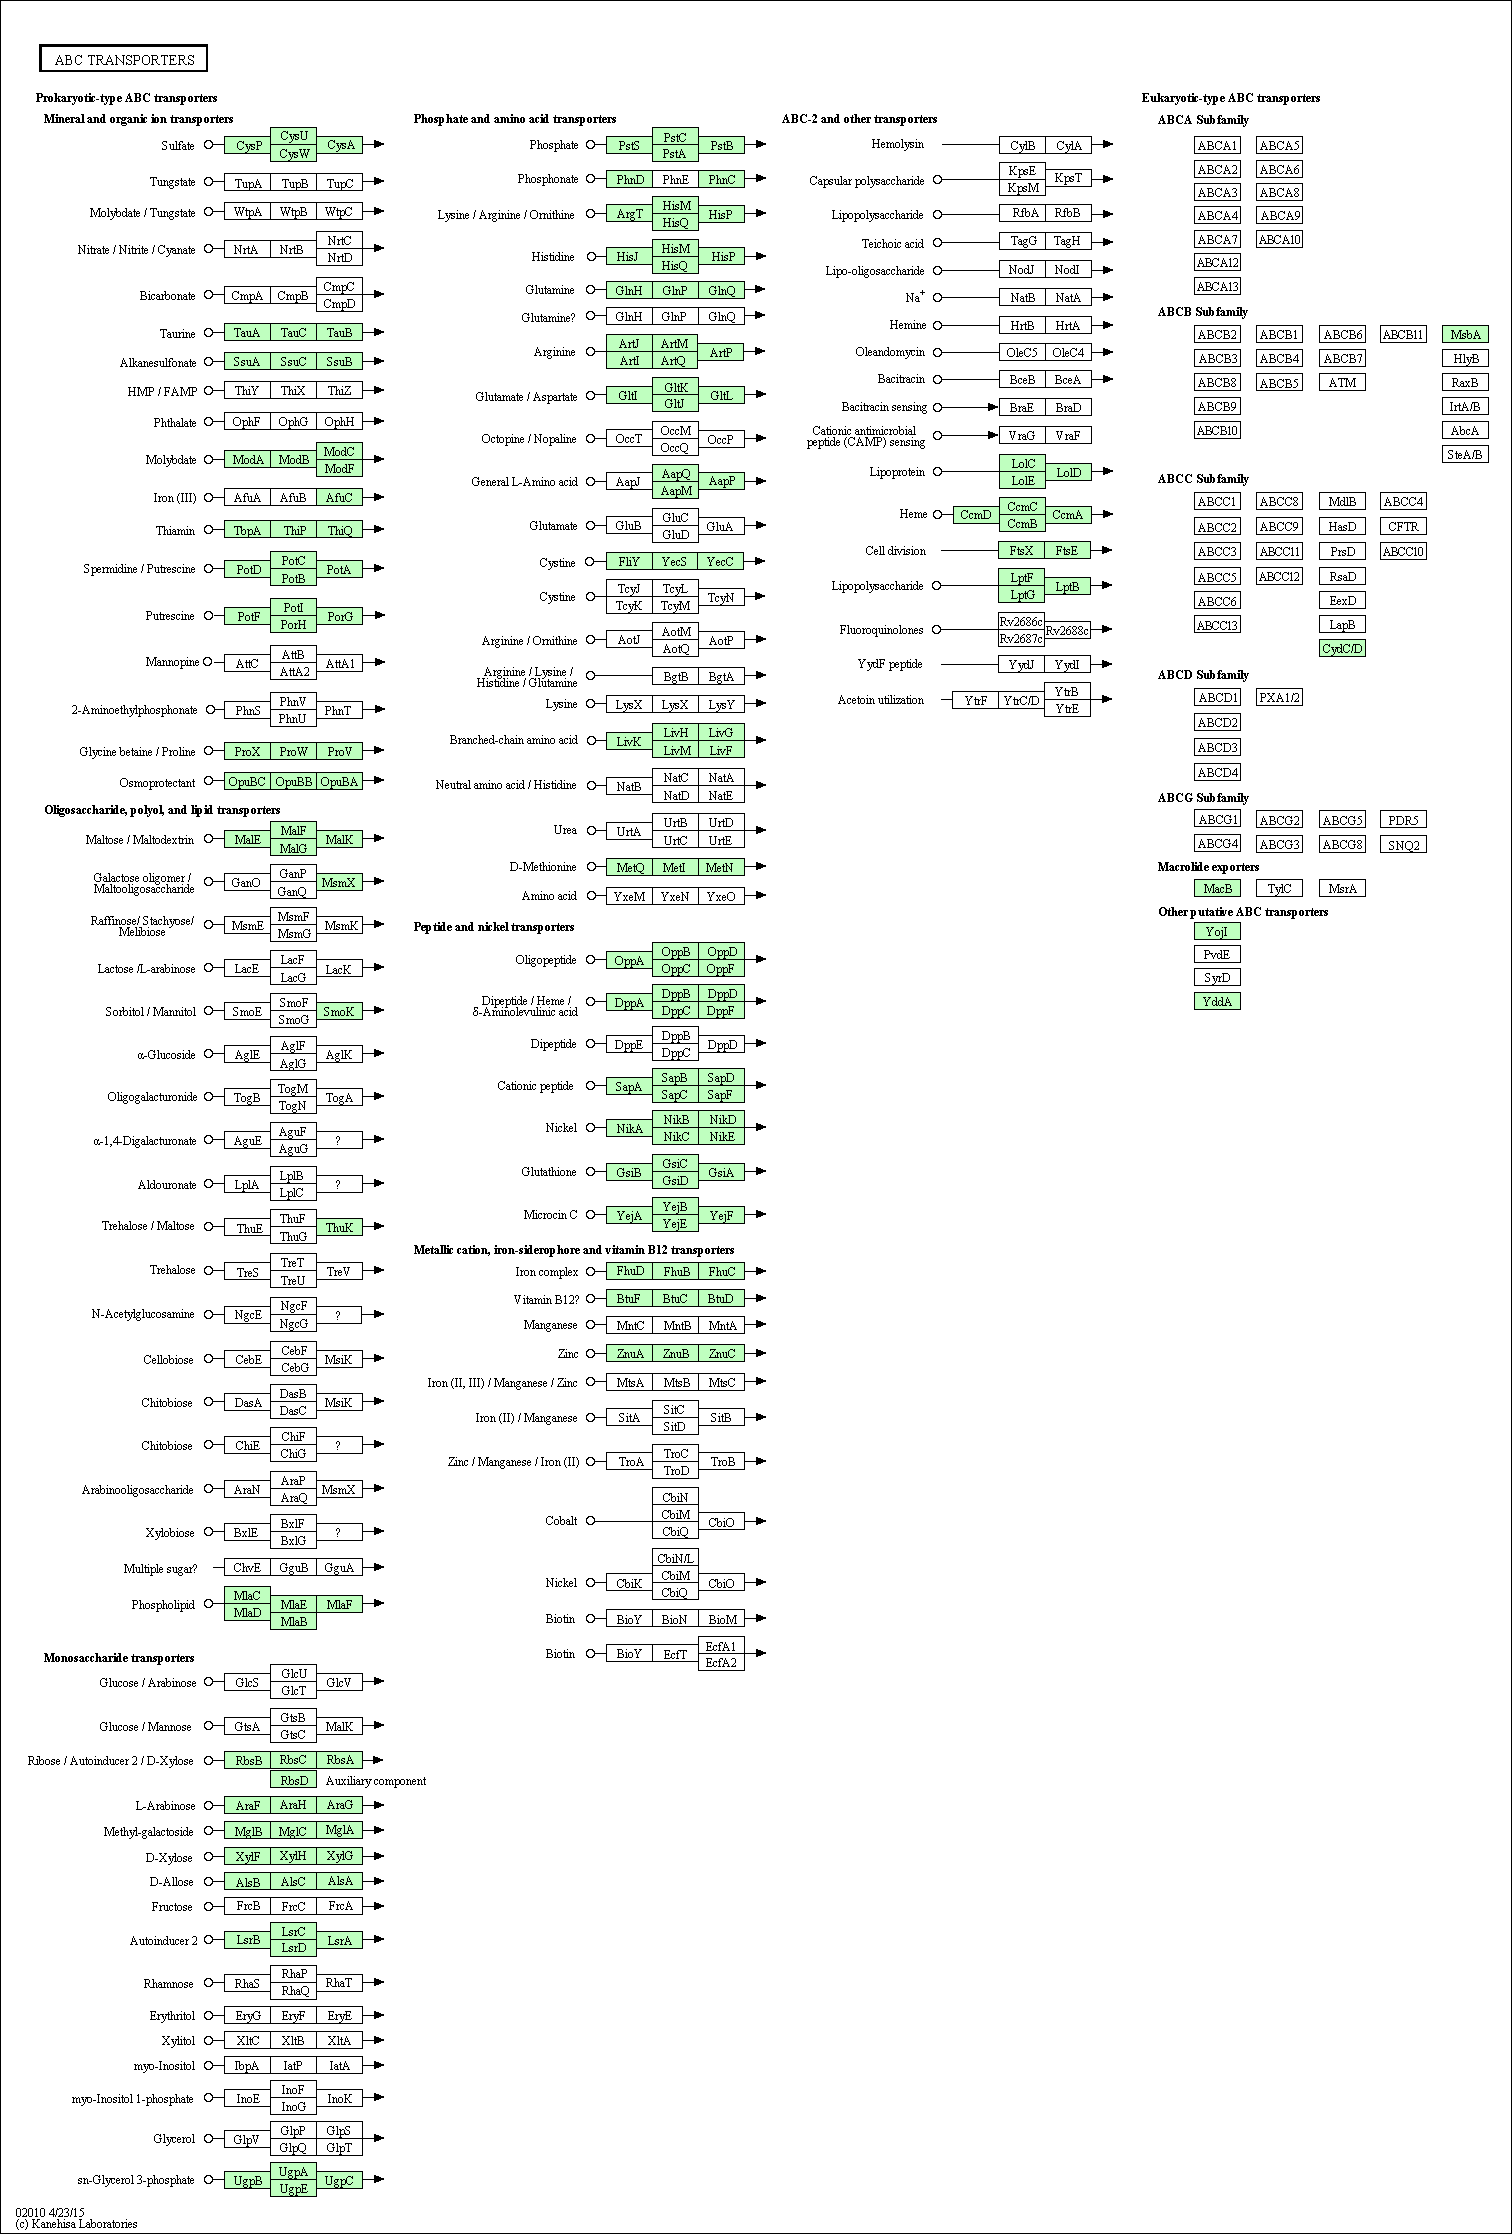 ABC TRANSPORTERS
Prokaryotic-type ABC transporters
Mineral and organic ion transporters
Sulfate CysP CysU CysW CysA
Tungstate TupA TupB TupC
Molybdate / Tungstate WtpA WtpB WtpC
Nitrate / Nitrite / Cyanate NrtA NrtB NrtC NrtD
Bicarbonate CmpA CmpB CmpC CmpD
Taurine TauA TauC TauB
Alkanesulfonate SsuA SsuC SsuB
HMP / FAMP ThiY ThiX ThiZ
Phthalate OphF OphG OphH
Molybdate ModA ModB ModC ModF
Iron (III) AfuA AfuB AfuC
Thiamin TbpA ThiP ThiQ
Spermidine / Putrescine PotD PotC PotB PotA
Putrescine PotF PotI PorH PorG
Mannopine AttC AttB AttA2 AttA1
2-Aminoethylphosphonate PhnS PhnV PhnU PhnT
Glycine betaine / Proline ProX ProW ProV
Osmoprotectant OpuBC OpuBB OpuBA
Oligosaccharide, polyol, and lipid transporters
Maltose / Maltodextrin MalE MalF MalG MalK
Galactose oligomer /
Maltooligosaccharide GanO GanP GanQ MsmX
Raffinose/ Stachyose/
Melibiose MsmE MsmF MsmG MsmK
Lactose /L-arabinose LacE LacF LacG LacK
Sorbitol / Mannitol SmoE SmoF SmoG SmoK
α-Glucoside AglE AglF AglG AglK
Oligogalacturonide TogB TogM TogN TogA
α-1,4-Digalacturonate AguE AguF AguG ?
Aldouronate LplA LplB LplC ?
Trehalose / Maltose ThuE ThuF ThuG ThuK
Trehalose TreS TreT TreU TreV
N-Acetylglucosamine NgcE NgcF NgcG ?
Cellobiose CebE CebF CebG MsiK
Chitobiose DasA DasB DasC MsiK
Chitobiose ChiE ChiF ChiG ?
Arabinooligosaccharide AraN AraP AraQ MsmX
Xylobiose BxlE BxlF BxlG ?
Multiple sugar? ChvE GguB GguA
Phospholipid MlaC MlaD MlaE MlaB MlaF
Monosaccharide transporters
Glucose / Arabinose GlcS GlcU GlcT GlcV
Glucose / Mannose GtsA GtsB GtsC MalK
Ribose / Autoinducer 2 / D-Xylose RbsB RbsC RbsA
RbsD Auxiliary component
L-Arabinose AraF AraH AraG
Methyl-galactoside MglB MglC MglA
D-Xylose XylF XylH XylG
D-Allose AlsB AlsC AlsA
Fructose FrcB FrcC FrcA
Autoinducer 2 LsrB LsrC LsrD LsrA
Rhamnose RhaS RhaP RhaQ RhaT
Erythritol EryG EryF EryE
Xylitol XltC XltB XltA
myo-Inositol IbpA IatP IatA
myo-Inositol 1-phosphate InoE InoF InoG InoK
Glycerol GlpV GlpP GlpQ GlpS GlpT
sn-Glycerol 3-phosphate UgpB UgpA UgpE UgpC
02010 4/23/15
(c) Kanehisa Laboratories
Phosphate and amino acid transporters
Phosphate PstS PstC PstA PstB
Phosphonate PhnD PhnE PhnC
Lysine / Arginine / Ornithine ArgT HisM HisQ HisP
Histidine HisJ HisM HisQ HisP
Glutamine GlnH GlnP GlnQ
Glutamine? GlnH GlnP GlnQ
Arginine ArtJ ArtI ArtM ArtQ ArtP
Glutamate / Aspartate GltI GltK GltJ GltL
Octopine / Nopaline OccT OccM OccQ OccP
General L-Amino acid AapJ AapQ AapM AapP
Glutamate GluB GluC GluD GluA
Cystine FliY YecS YecC
Cystine TcyJ TcyK TcyL TcyM TcyN
Arginine / Ornithine AotJ AotM AotQ AotP
Arginine / Lysine /
Histidine / Glutamine BgtB BgtA
Lysine LysX LysX LysY
Branched-chain amino acid LivK LivH LivM LivG LivF
Neutral amino acid / Histidine NatB NatC NatD NatA NatE
Urea UrtA UrtB UrtC UrtD UrtE
D-Methionine MetQ MetI MetN
Amino acid YxeM YxeN YxeO
Peptide and nickel transporters
Oligopeptide OppA OppB OppC OppD OppF
Dipeptide / Heme /
δ-Aminolevulinic acid DppA DppB DppC DppD DppF
Dipeptide DppE DppB DppC DppD
Cationic peptide SapA SapB SapC SapD SapF
Nickel NikA NikB NikC NikD NikE
Glutathione GsiB GsiC GsiD GsiA
Microcin C YejA YejB YejE YejF
Metallic cation, iron-siderophore and vitamin B12 transporters
Iron complex FhuD FhuB FhuC
Vitamin B12? BtuF BtuC BtuD
Manganese MntC MntB MntA
Zinc ZnuA ZnuB ZnuC
Iron (II, III) / Manganese / Zinc MtsA MtsB MtsC
Iron (II) / Manganese SitA SitC SitD SitB
Zinc / Manganese / Iron (II) TroA TroC TroD TroB
Cobalt CbiN CbiM CbiQ CbiO
Nickel CbiK CbiN/L CbiM CbiQ CbiO
Biotin BioY BioN BioM
Biotin BioY EcfT EcfA1 EcfA2
ABC-2 and other transporters
Hemolysin CylB CylA
Capsular polysaccharide KpsE KpsM KpsT
Lipopolysaccharide RfbA RfbB
Teichoic acid TagG TagH
Lipo-oligosaccharide NodJ NodI
Na+ NatB NatA
Hemine HrtB HrtA
Oleandomycin OleC5 OleC4
Bacitracin BceB BceA
Bacitracin sensing BraE BraD
Cationic antimicrobial
peptide (CAMP) sensing VraG VraF
Lipoprotein LolC LolE LolD
Heme CcmD CcmC CcmB CcmA
Cell division FtsX FtsE
Lipopolysaccharide LptF LptG LptB
Fluoroquinolones Rv2686c Rv2687c Rv2688c
YydF peptide YydJ YydI
Acetoin utilization YtrF YtrC/D YtrB YtrE
Eukaryotic-type ABC transporters
ABCA Subfamily
ABCA1 ABCA5
ABCA2 ABCA6
ABCA3 ABCA8
ABCA4 ABCA9
ABCA7 ABCA10
ABCA12
ABCA13
ABCB Subfamily
ABCB2 ABCB1 ABCB6 ABCB11 MsbA
ABCB3 ABCB4 ABCB7 HlyB
ABCB8 ABCB5 ATM RaxB
ABCB9 IrtA/B
ABCB10 AbcA
SteA/B
ABCC Subfamily
ABCC1 ABCC8 MdlB ABCC4
ABCC2 ABCC9 HasD CFTR
ABCC3 ABCC11 PrsD ABCC10
ABCC5 ABCC12 RsaD
ABCC6 EexD
ABCC13 LapB
CydC/D
ABCD Subfamily
ABCD1 PXA1/2
ABCD2
ABCD3
ABCD4
ABCG Subfamily
ABCG1 ABCG2 ABCG5 PDR5
ABCG4 ABCG3 ABCG8 SNQ2
Macrolide exporters
MacB TylC MsrA
Other putative ABC transporters
YojI
PvdE
SyrD
YddA